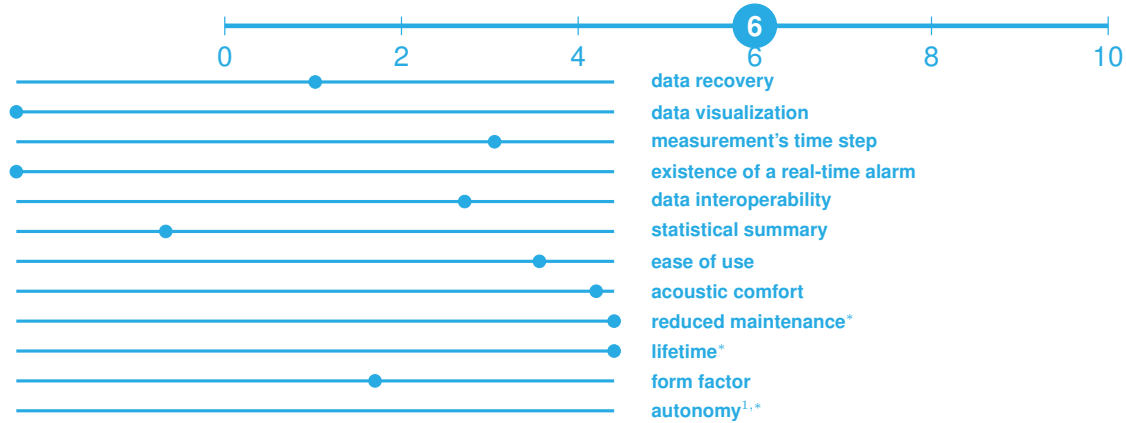 6
0 2 4 6 8 10
data recovery
data visualization
measurement's time step
existence of a real-time alarm
data interoperability
statistical summary
ease of use
acoustic comfort
reduced maintenance*
lifetime*
form factor
autonomy1,*